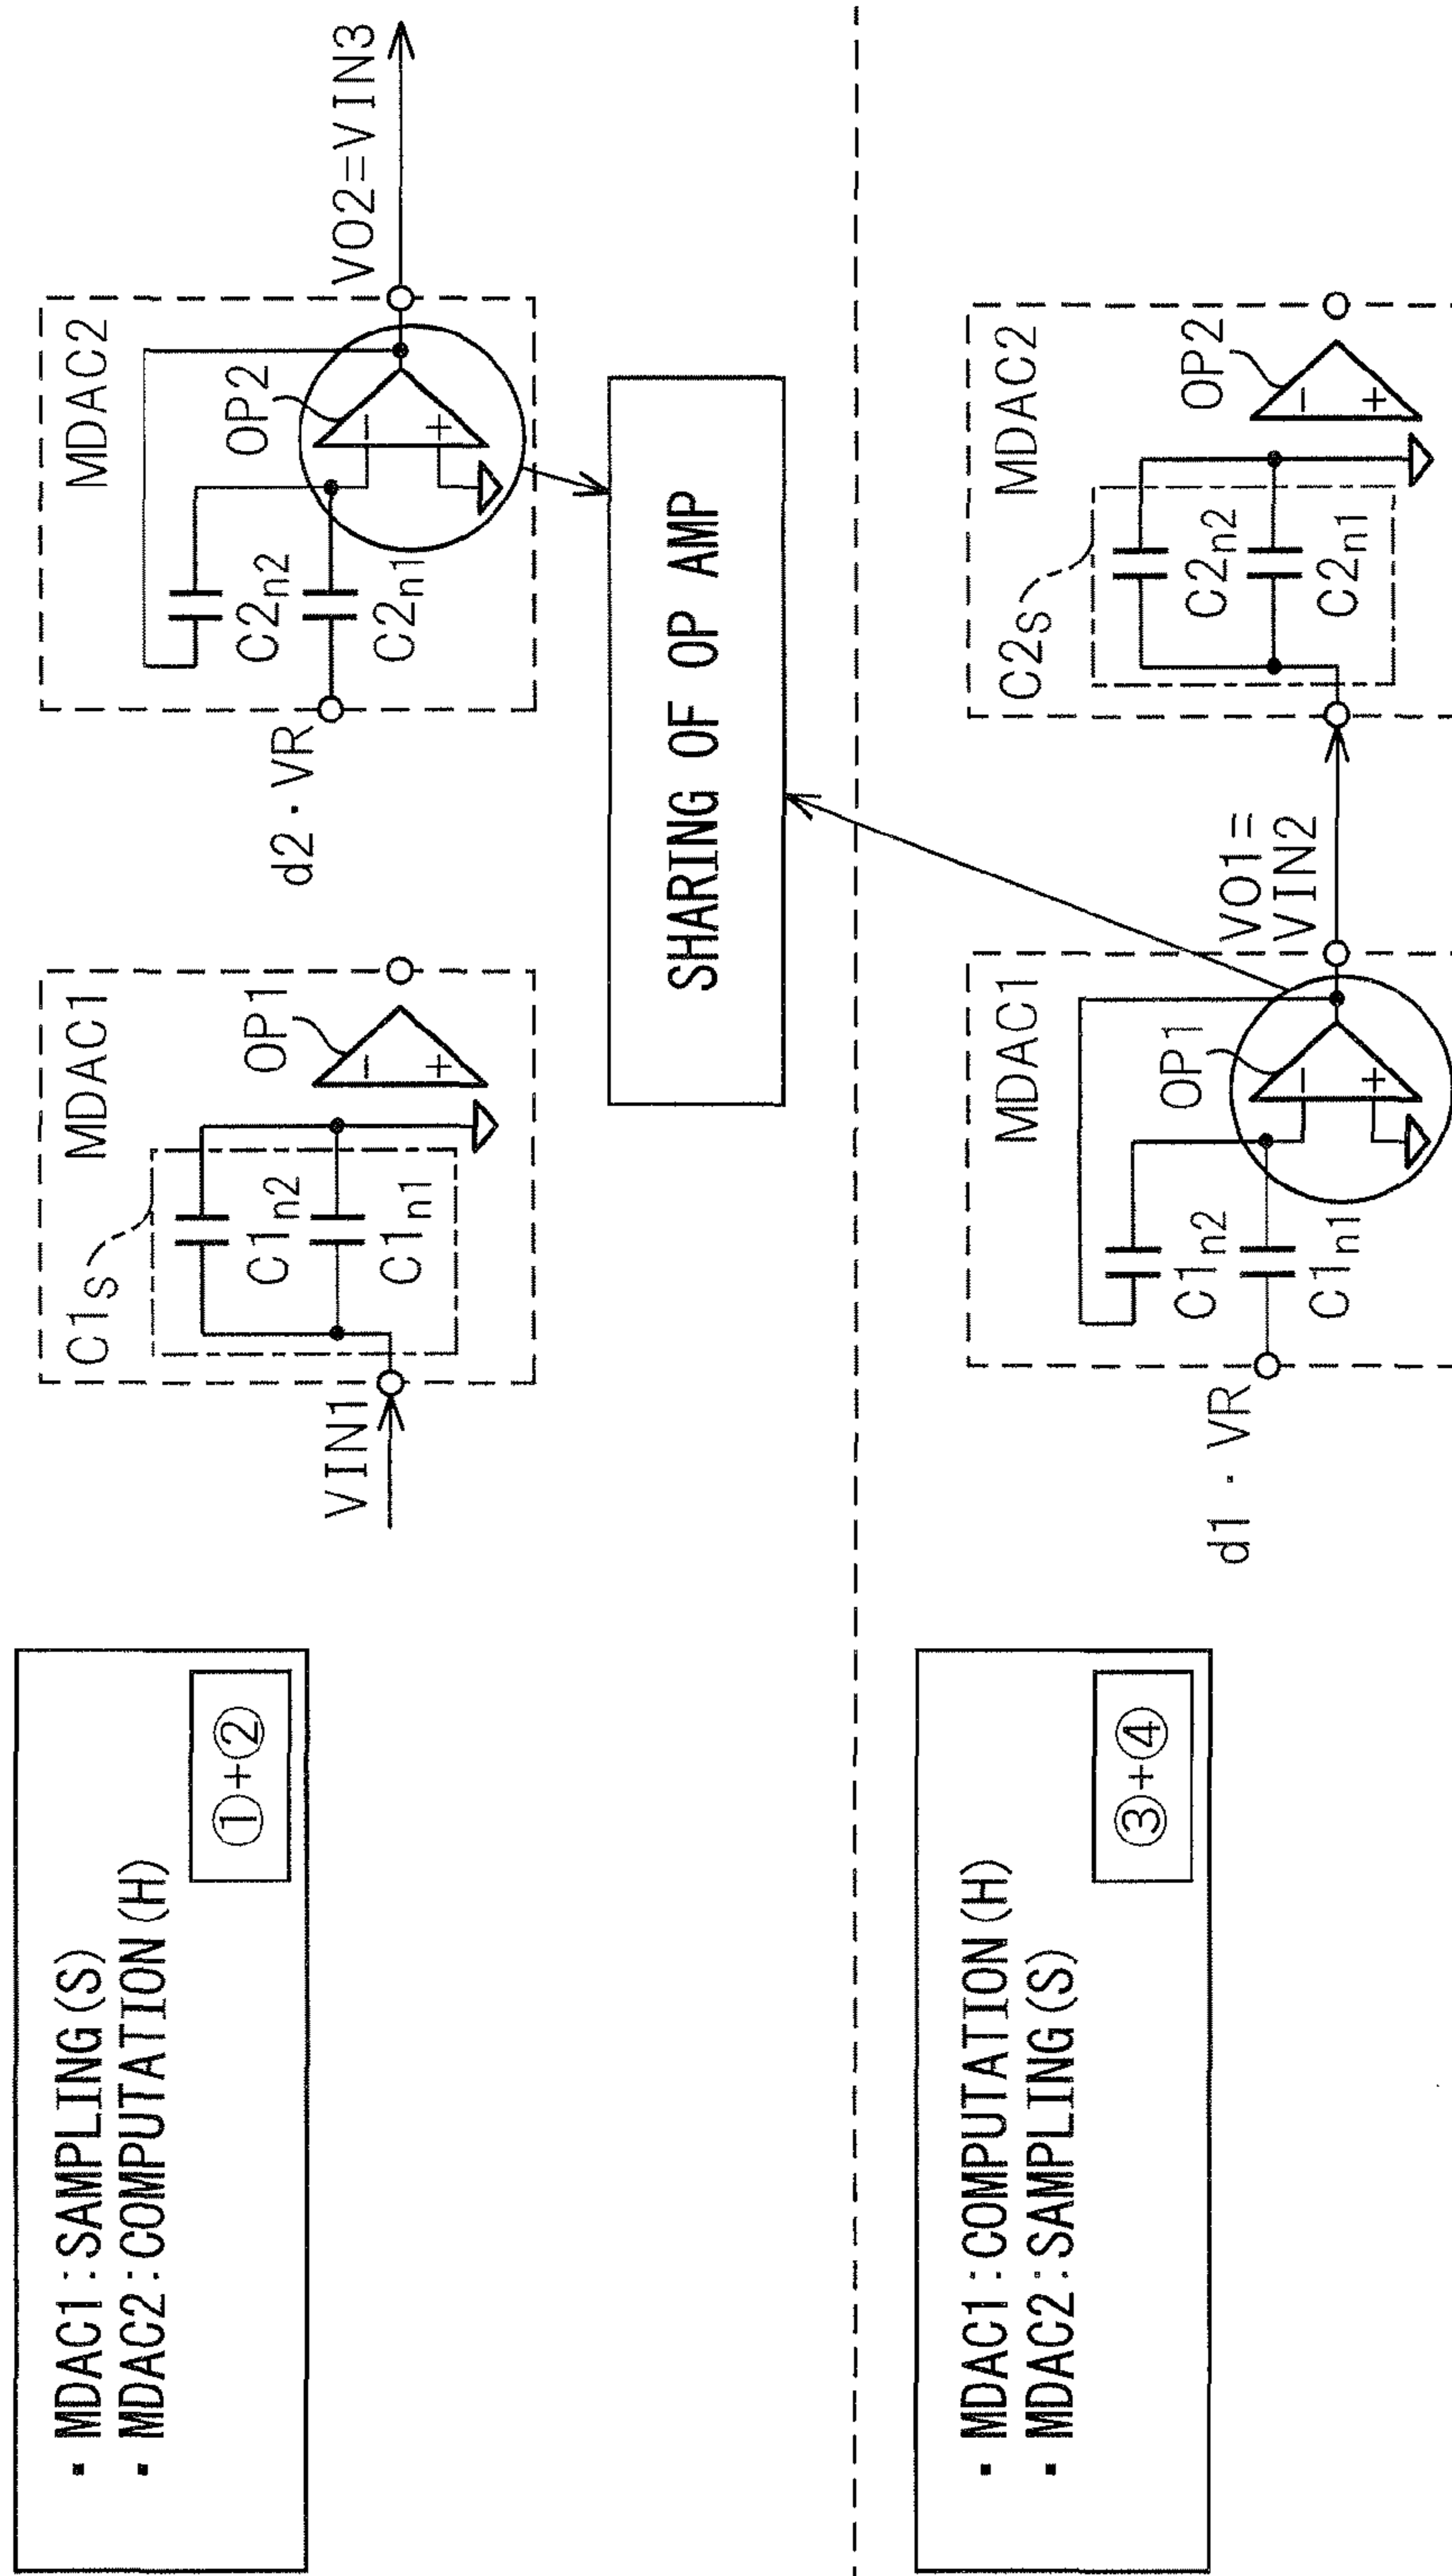 · MDAC1:SAMPLING(S)
· MDAC2:COMPUTATION(H)
①+②
VIN1
C1S
MDAC1
C1n2
C1n1
OP1
-
+
d2·VR
MDAC2
C2n2
C2n1
OP2
-
+
VO2=VIN3
SHARING OF OP AMP
· MDAC1:COMPUTATION(H)
· MDAC2:SAMPLING(S)
③+④
d1·VR
MDAC1
C1n2
C1n1
OP1
-
+
VO1=
VIN2
C2S
MDAC2
C2n2
C2n1
OP2
-
+